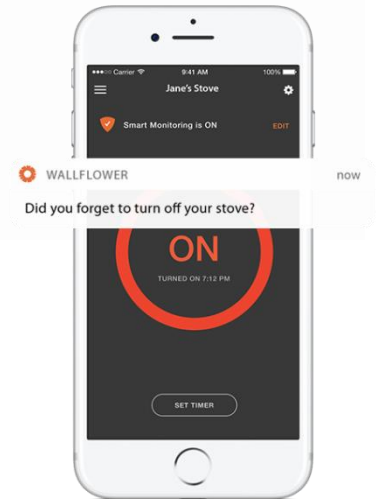 Carrier 9:41 AM 100%
Jane's Stove
Smart Monitoring is ON EDIT
WALLFLOWER now
Did you forget to turn off your stove?
ON
TURNED ON 7:12 PM
SET TIMER